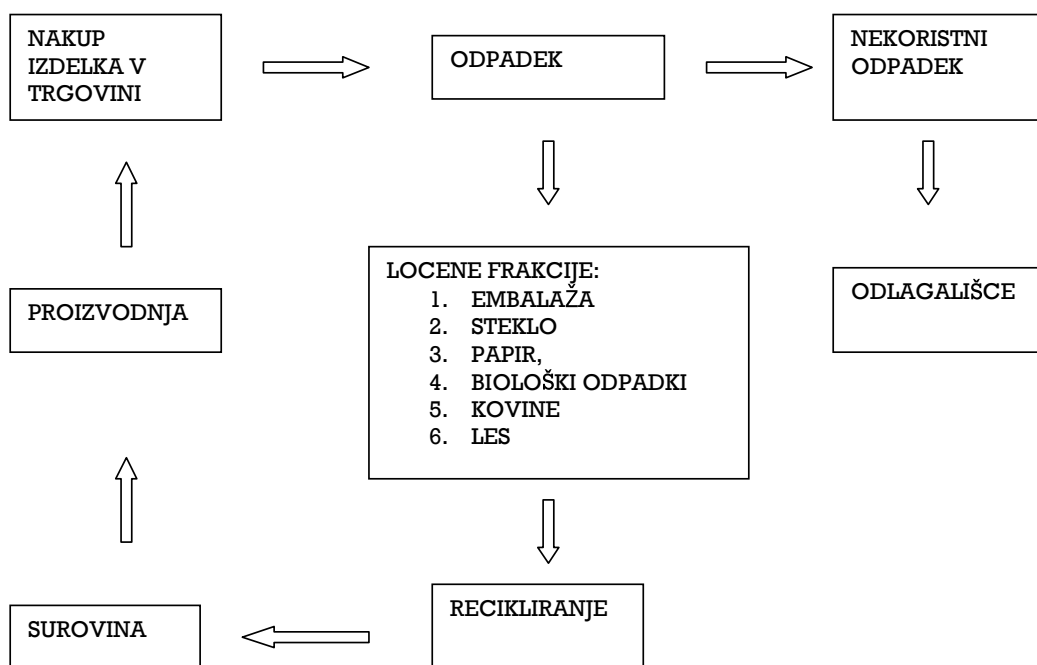 NAKUP
IZDELKA V
TRGOVINI
ODPADEK
NEKORISTNI
ODPADEK
LOCENE FRAKCIJE:
1. EMBALAŽA
2. STEKLO
3. PAPIR,
4. BIOLOŠKI ODPADKI
5. KOVINE
6. LES
PROIZVODNJA
ODLAGALIŠCE
SUROVINA
RECIKLIRANJE